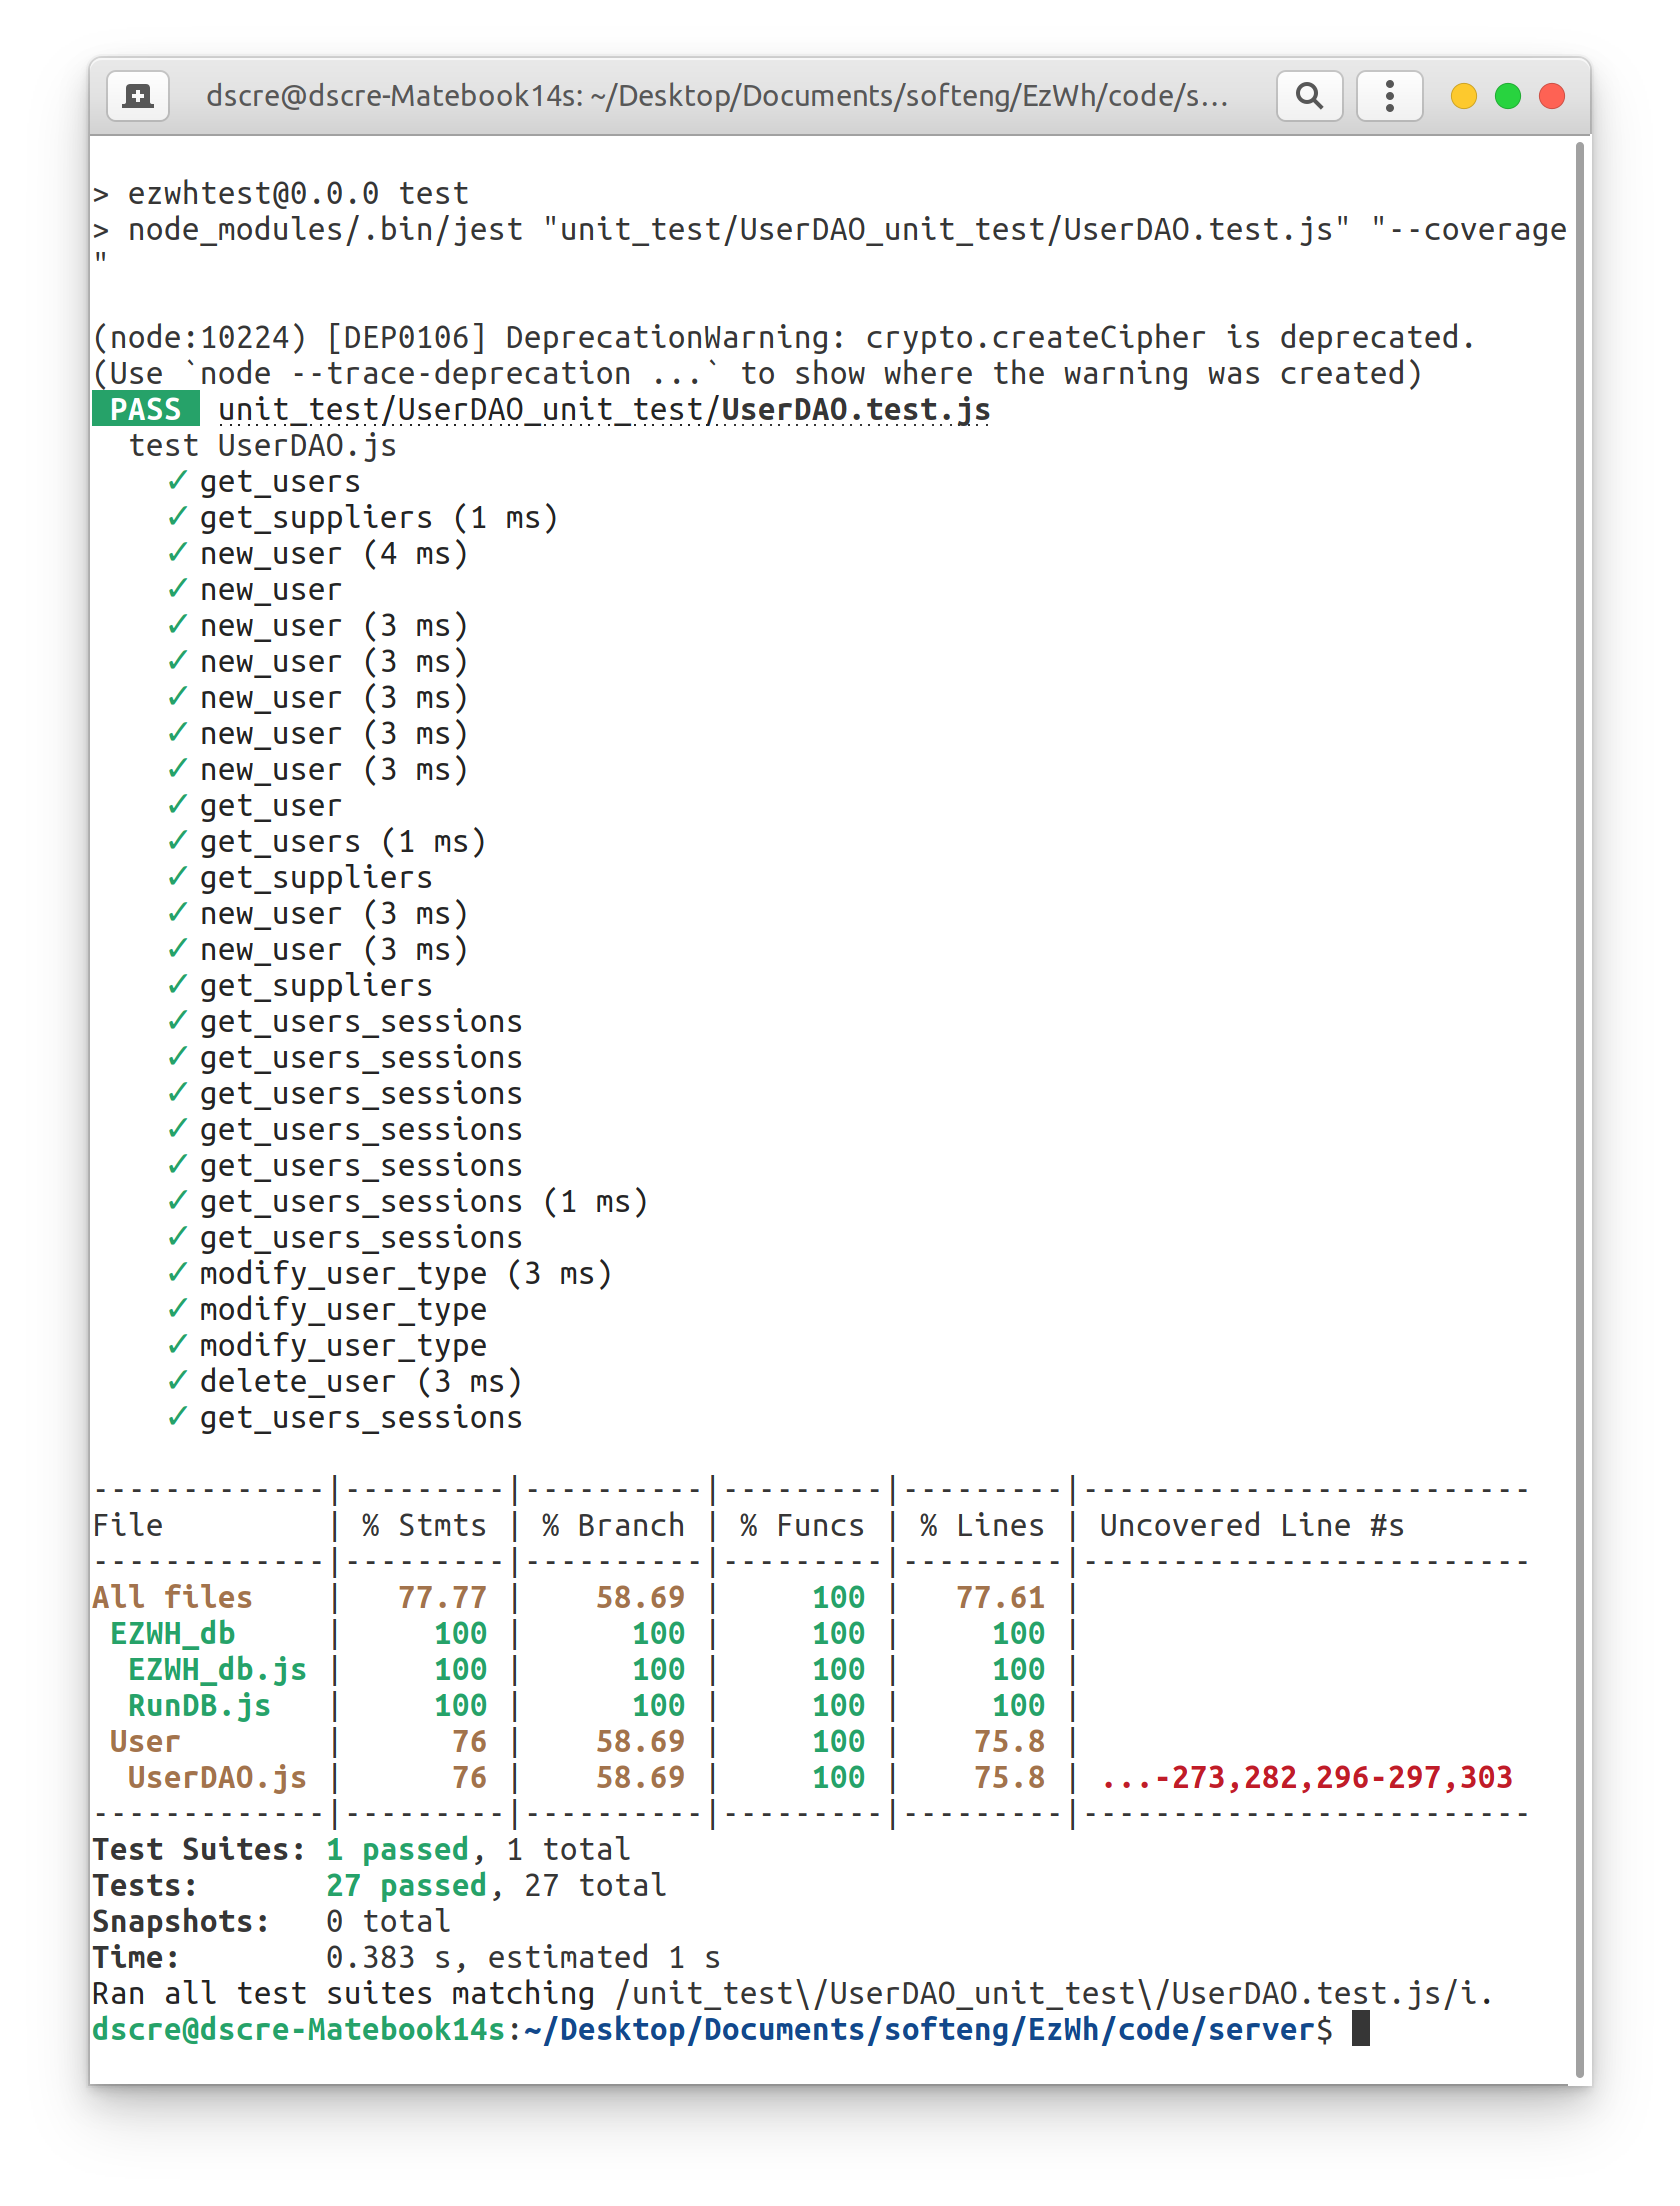 dscre@dscre-Matebook14s: ~/Desktop/Documents/softeng/EzWh/code/s...
> ezwhtest@0.0.0 test
> node_modules/.bin/jest "unit_test/UserDAO_unit_test/UserDAO.test.js" "--coverage
"
(node:10224) [DEP0106] DeprecationWarning: crypto.createCipher is deprecated.
(Use `node --trace-deprecation ...` to show where the warning was created)
PASS unit_test/UserDAO_unit_test/UserDAO.test.js
test UserDAO.js
✓ get_users
✓ get_suppliers (1 ms)
✓ new_user (4 ms)
✓ new_user
✓ new_user (3 ms)
✓ new_user (3 ms)
✓ new_user (3 ms)
✓ new_user (3 ms)
✓ new_user (3 ms)
✓ get_user
✓ get_users (1 ms)
✓ get_suppliers
✓ new_user (3 ms)
✓ new_user (3 ms)
✓ get_suppliers
✓ get_users_sessions
✓ get_users_sessions
✓ get_users_sessions
✓ get_users_sessions
✓ get_users_sessions
✓ get_users_sessions (1 ms)
✓ get_users_sessions
✓ modify_user_type (3 ms)
✓ modify_user_type
✓ modify_user_type
✓ delete_user (3 ms)
✓ get_users_sessions
-------------|---------|----------|---------|---------|-------------------------
File         | % Stmts | % Branch | % Funcs | % Lines | Uncovered Line #s
-------------|---------|----------|---------|---------|-------------------------
All files    |   77.77 |    58.69 |     100 |   77.61 |
 EZWH_db     |     100 |      100 |     100 |     100 |
  EZWH_db.js |     100 |      100 |     100 |     100 |
  RunDB.js   |     100 |      100 |     100 |     100 |
 User        |      76 |    58.69 |     100 |    75.8 |
  UserDAO.js |      76 |    58.69 |     100 |    75.8 | ...-273,282,296-297,303
-------------|---------|----------|---------|---------|-------------------------
Test Suites: 1 passed, 1 total
Tests:       27 passed, 27 total
Snapshots:   0 total
Time:        0.383 s, estimated 1 s
Ran all test suites matching /unit_test\/UserDAO_unit_test\/UserDAO.test.js/i.
dscre@dscre-Matebook14s:~/Desktop/Documents/softeng/EzWh/code/server$